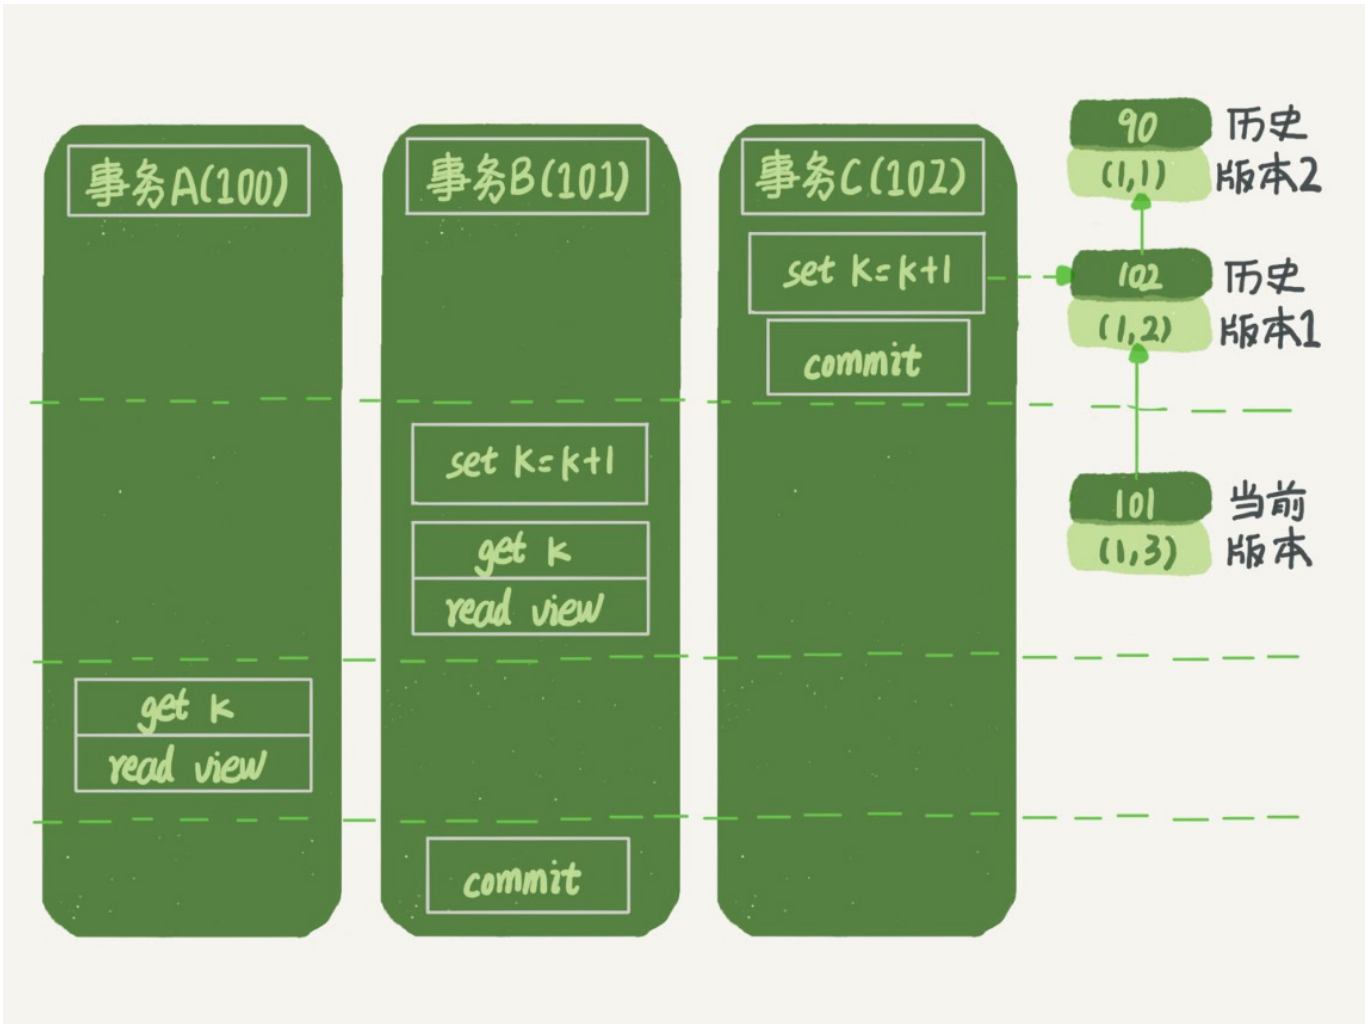 事务A(100)
事务B(101)
事务C(102)
90
(1,1)
历史
版本2
set k=k+1
102
(1,2)
历史
版本1
commit
set k=k+1
get k
read view
101
(1,3)
当前
版本
get k
read view
commit